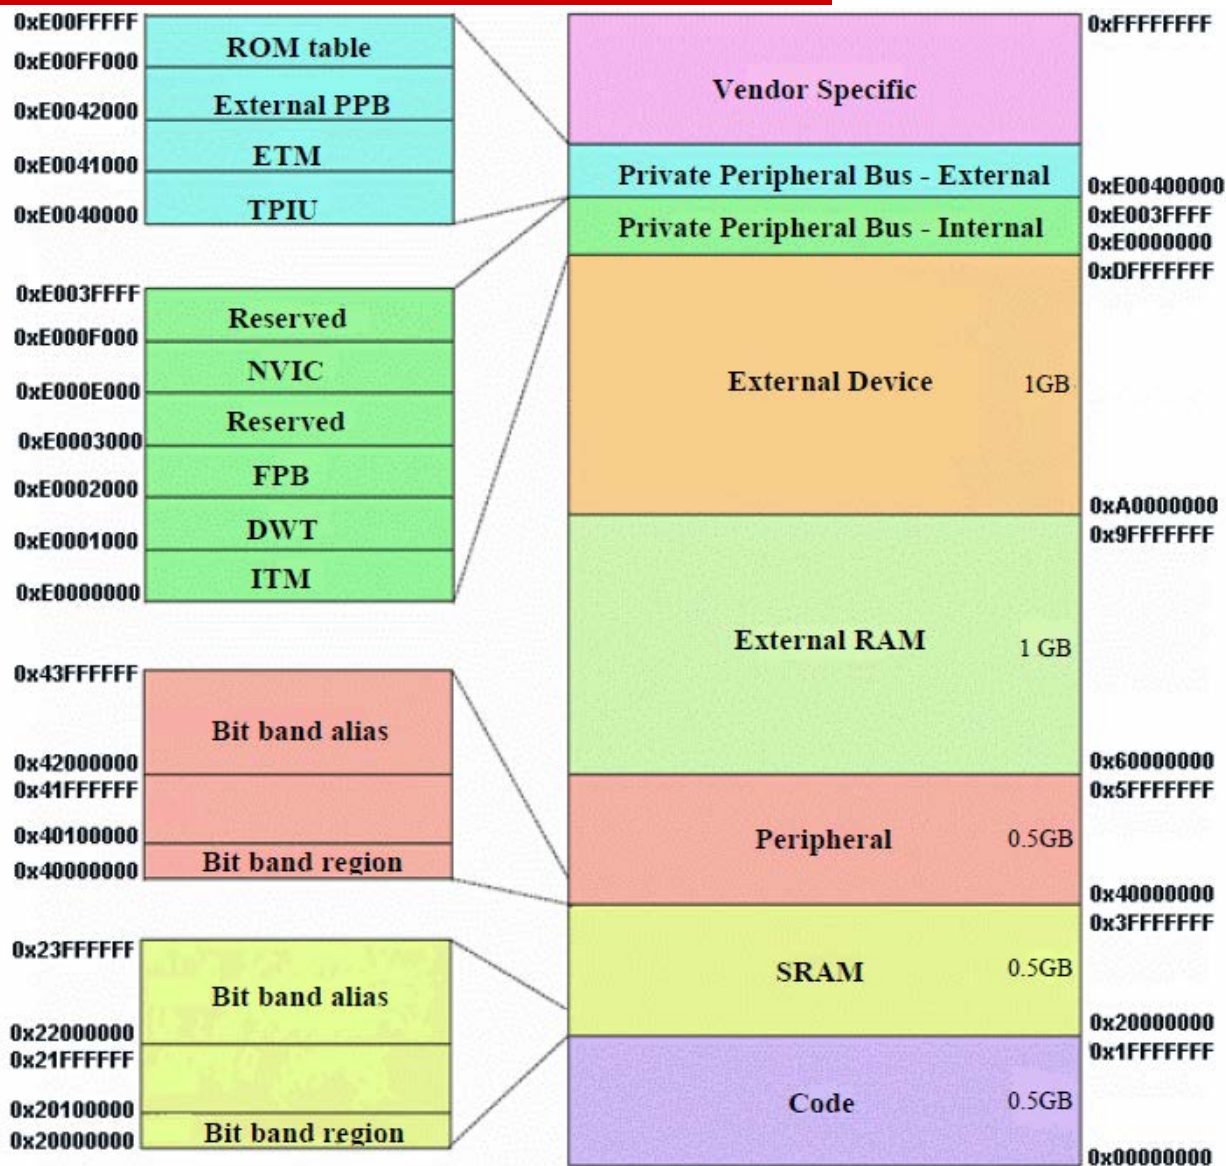 0xE00FFFFF
ROM table
0xE00FF000
External PPB
0xE0042000
ETM
0xE0041000
TPIU
0xE0040000
0xE003FFFF
Reserved
0xE000F000
NVIC
0xE000E000
Reserved
0xE0003000
FPB
0xE0002000
DWT
0xE0001000
ITM
0xE0000000
0x43FFFFFF
Bit band alias
0x42000000
0x41FFFFFF
0x40100000
Bit band region
0x40000000
0x23FFFFFF
Bit band alias
0x22000000
0x21FFFFFF
0x20100000
Bit band region
0x20000000
0xFFFFFFFF
Vendor Specific
Private Peripheral Bus - External
0xE00400000
0xE003FFFF
Private Peripheral Bus - Internal
0xE0000000
0xDFFFFFFF
External Device 1GB
0xA0000000
0x9FFFFFFF
External RAM 1 GB
0x60000000
0x5FFFFFFF
Peripheral 0.5GB
0x40000000
0x3FFFFFFF
SRAM 0.5GB
0x20000000
0x1FFFFFFF
Code 0.5GB
0x00000000